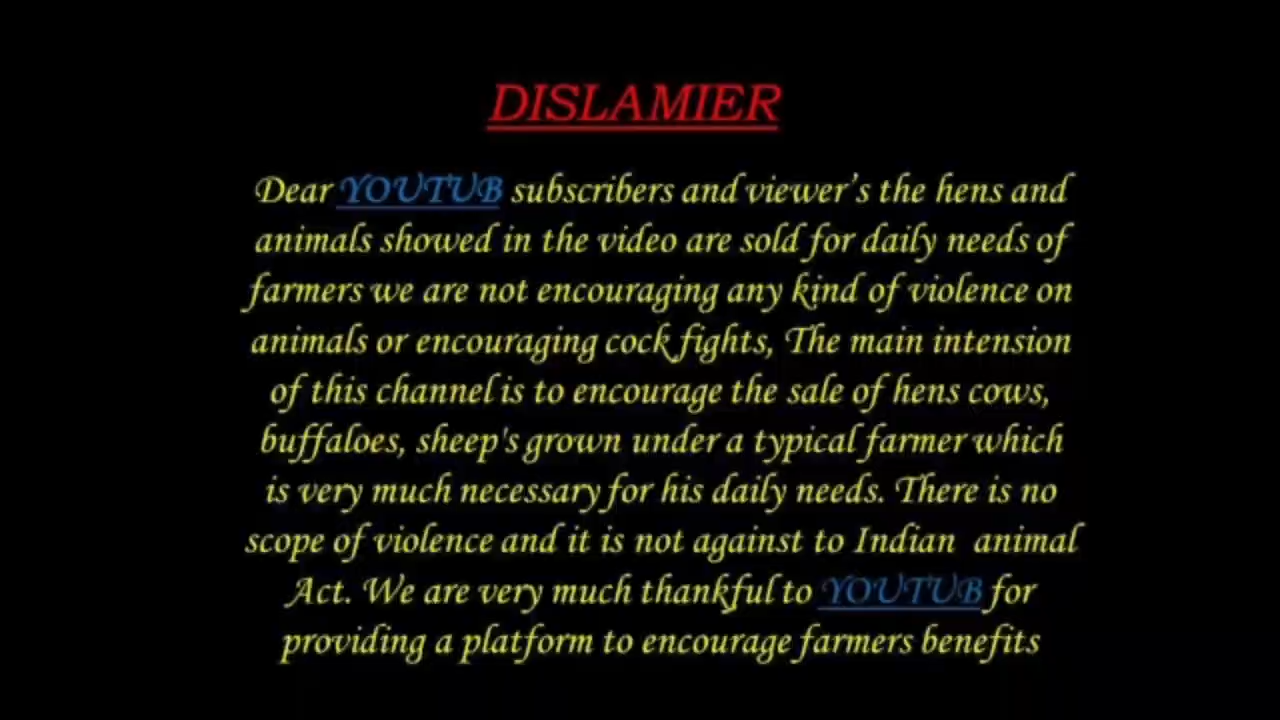 DISLAMIER
Dear YOUTUB subscribers and viewer's the hens and
animals showed in the video are sold for daily needs of
farmers we are not encouraging any kind of violence on
animals or encouraging cock fights, The main intension
of this channel is to encourage the sale of hens cows,
buffaloes, sheep's grown under a typical farmer which
is very much necessary for his daily needs. There is no
scope of violence and it is not against to Indian animal
Act. We are very much thankful to YOUTUB for
providing a platform to encourage farmers benefits